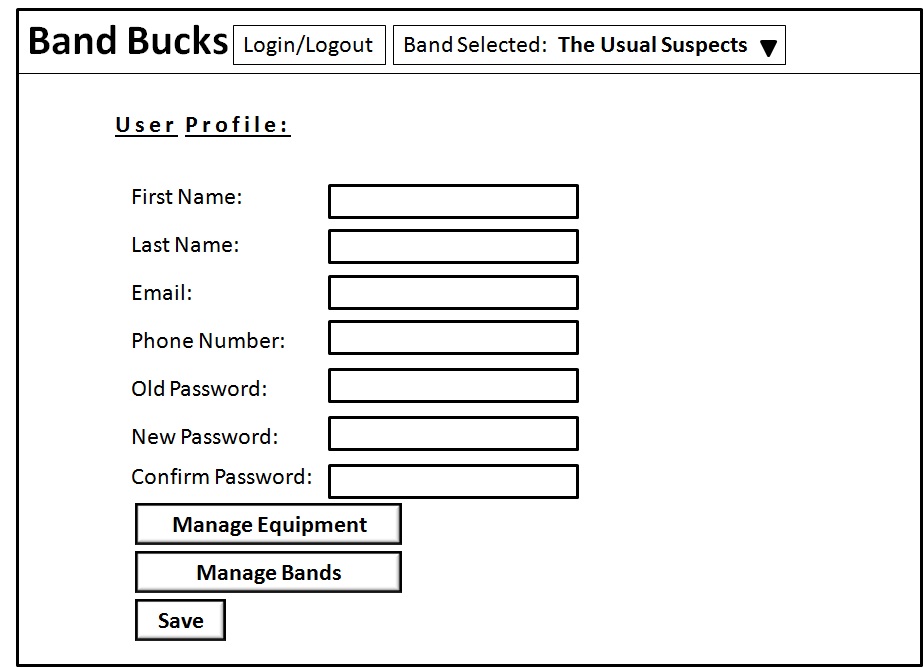 Band Bucks Login/Logout Band Selected: The Usual Suspects
User Profile:
First Name:
Last Name:
Email:
Phone Number:
Old Password:
New Password:
Confirm Password:
Manage Equipment
Manage Bands
Save